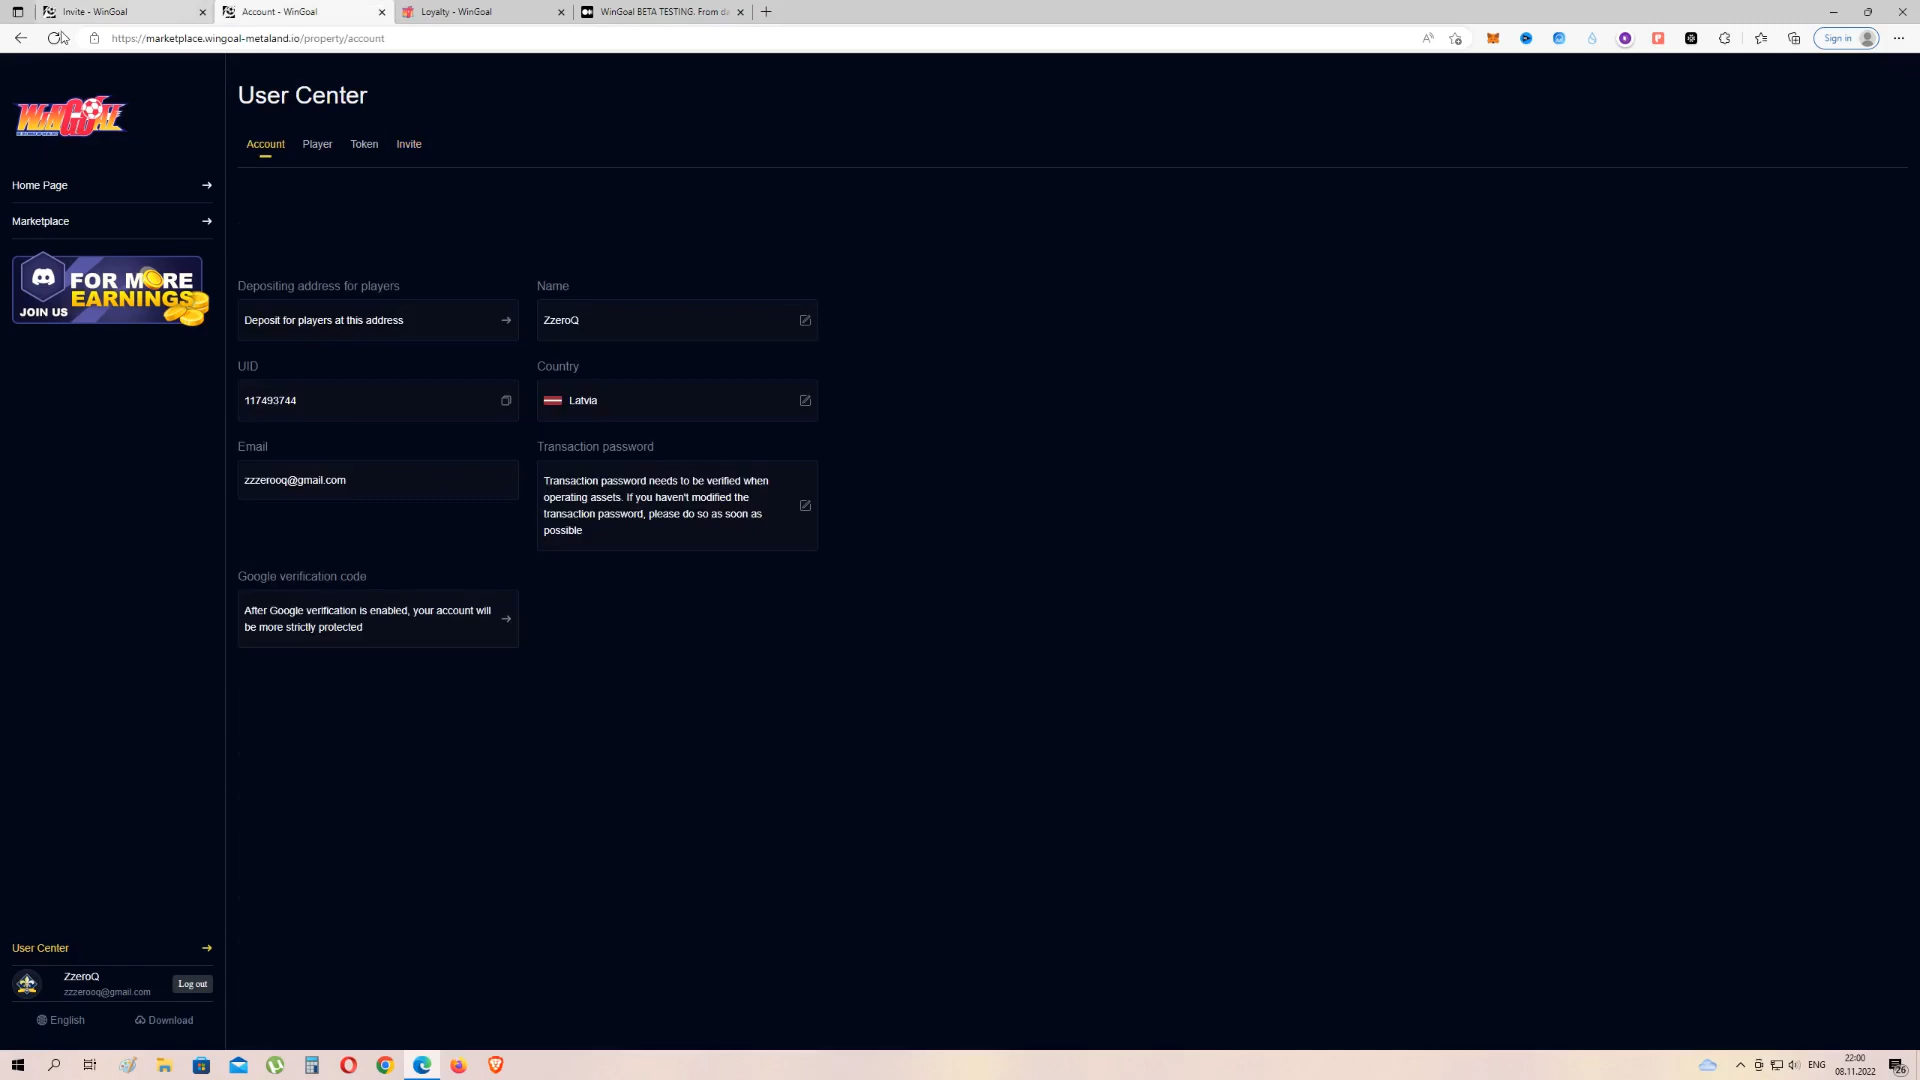 Invite - WinGoal
Account - WinGoal
Loyalty - WinGoal
WinGoal BETA TESTING. From da
https://marketplace.wingoal-metaland.io/property/account
Sign in
WINGOAL
User Center
Account
Player
Token
Invite
Home Page
Marketplace
FOR MORE
EARNINGS
JOIN US
Depositing address for players
Name
Deposit for players at this address
ZzeroQ
UID
Country
117493744
Latvia
Email
Transaction password
zzzerooq@gmail.com
Transaction password needs to be verified when
operating assets. If you haven't modified the
transaction password, please do so as soon as
possible
Google verification code
After Google verification is enabled, your account will
be more strictly protected
User Center
ZzeroQ
zzzerooq@gmail.com
Log out
English
Download
ENG
22:00
08.11.2022
26